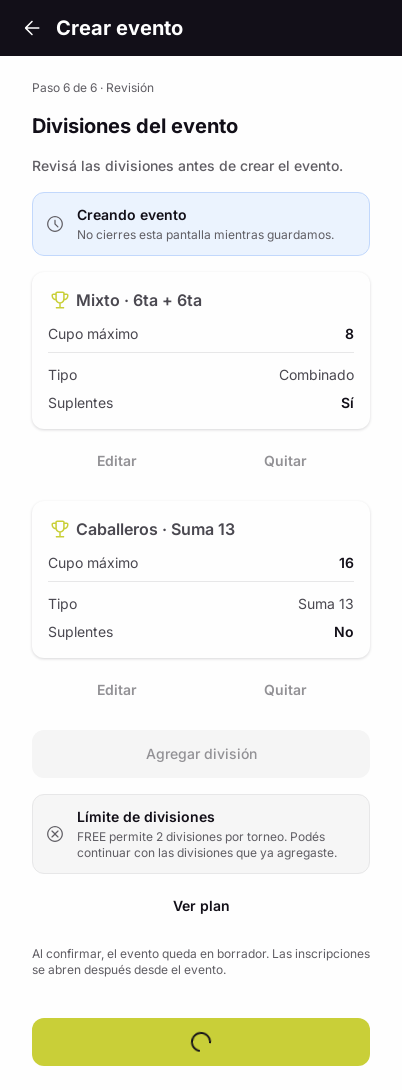 Crear evento
Paso 6 de 6 · Revisión
Divisiones del evento
Revisá las divisiones antes de crear el evento.
Creando evento
No cierres esta pantalla mientras guardamos.
Mixto · 6ta + 6ta
Cupo máximo 8
Tipo Combinado
Suplentes Sí
Editar Quitar
Caballeros · Suma 13
Cupo máximo 16
Tipo Suma 13
Suplentes No
Editar Quitar
Agregar división
Límite de divisiones
FREE permite 2 divisiones por torneo. Podés
continuar con las divisiones que ya agregaste.
Ver plan
Al confirmar, el evento queda en borrador. Las inscripciones
se abren después desde el evento.